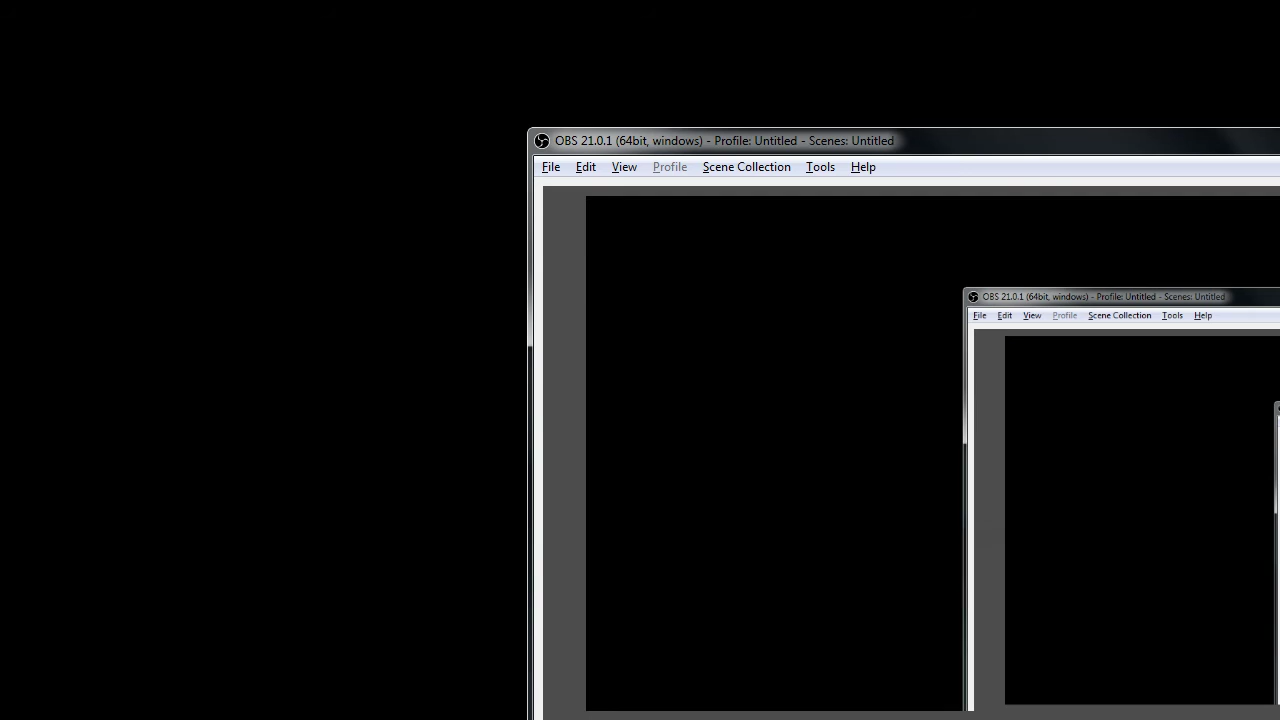 OBS 21.0.1 (64bit, windows) - Profile: Untitled - Scenes: Untitled
File Edit View Profile Scene Collection Tools Help
OBS 21.0.1 (64bit, windows) - Profile: Untitled - Scenes: Untitled
File Edit View Profile Scene Collection Tools Help